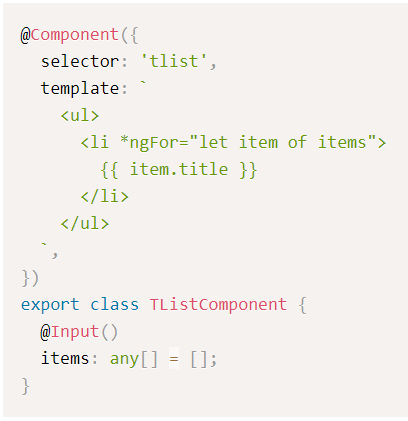 @Component({
  selector: 'tlist',
  template: `
    <ul>
      <li *ngFor="let item of items">
        {{ item.title }}
      </li>
    </ul>
  `,
})
export class TListComponent {
  @Input()
  items: any[] = [];
}